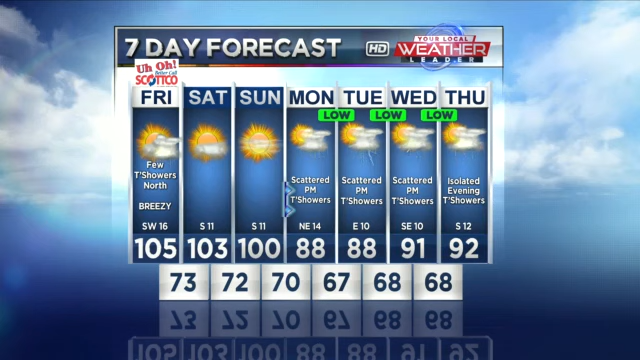 7 DAY FORECAST
HD
YOUR LOCAL
WEATHER
LEADER
Uh Oh!
Better Call
SCOTTCO
FRI SAT SUN MON TUE WED THU
LOW LOW LOW
Few
T'Showers
North
BREEZY
Scattered
PM
T'Showers
Scattered
PM
T'Showers
Scattered
PM
T'Showers
Isolated
Evening
T'Showers
SW 16 S 11 S 11 NE 14 E 10 SE 10 S 12
105 103 100 88 88 91 92
73 72 70 67 68 68